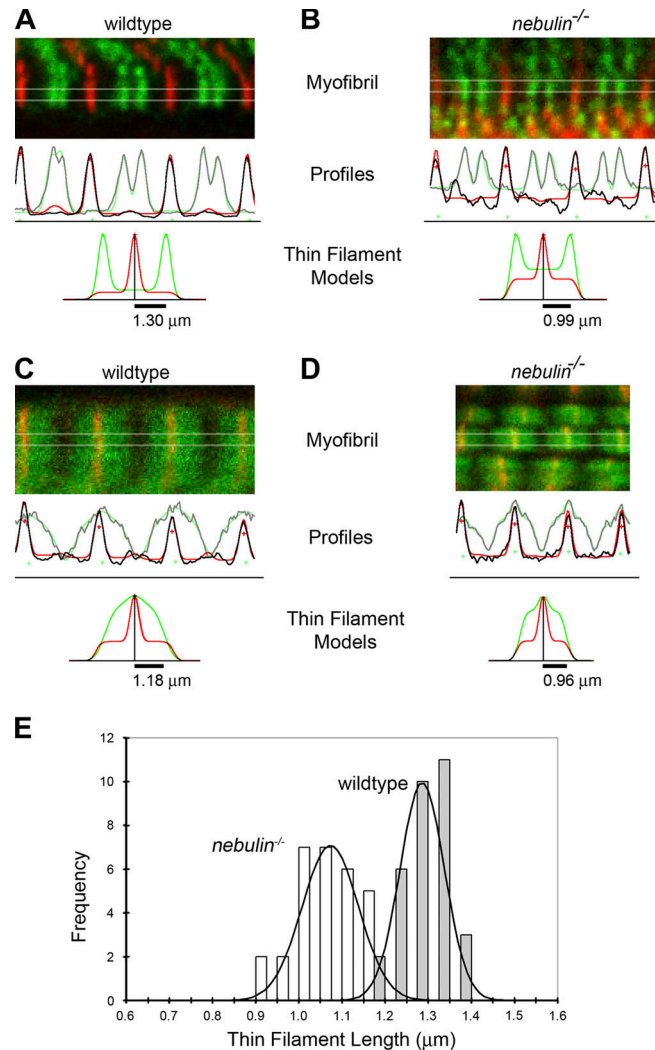 A
wildtype
B
nebulin-/-
Myofibril
Profiles
Thin Filament
Models
1.30 μm
0.99 μm
C
wildtype
D
nebulin-/-
Myofibril
Profiles
Thin Filament
Models
1.18 μm
0.96 μm
E
12
10
8
6
4
2
0
Frequency
nebulin-/-
wildtype
0.6 0.7 0.8 0.9 1.0 1.1 1.2 1.3 1.4 1.5 1.6
Thin Filament Length (μm)